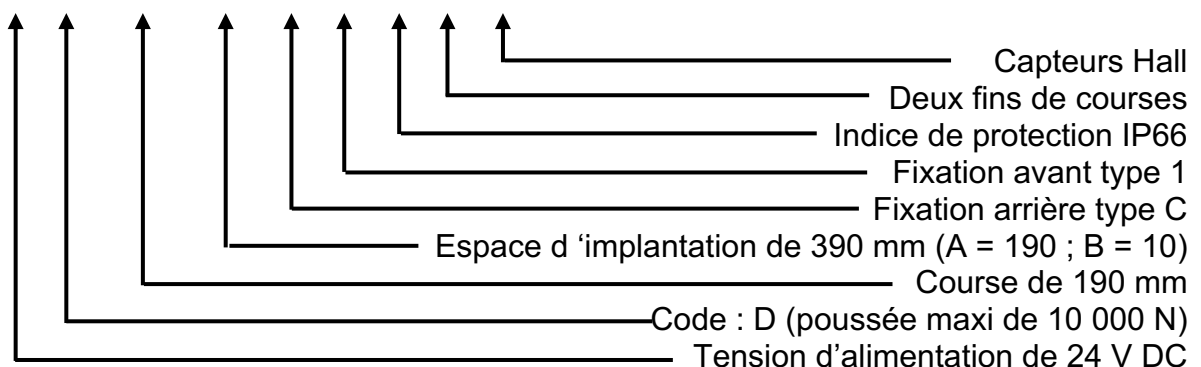 Capteurs Hall
Deux fins de courses
Indice de protection IP66
Fixation avant type 1
Fixation arrière type C
Espace d ‘implantation de 390 mm (A = 190 ; B = 10)
Course de 190 mm
Code : D (poussée maxi de 10 000 N)
Tension d’alimentation de 24 V DC